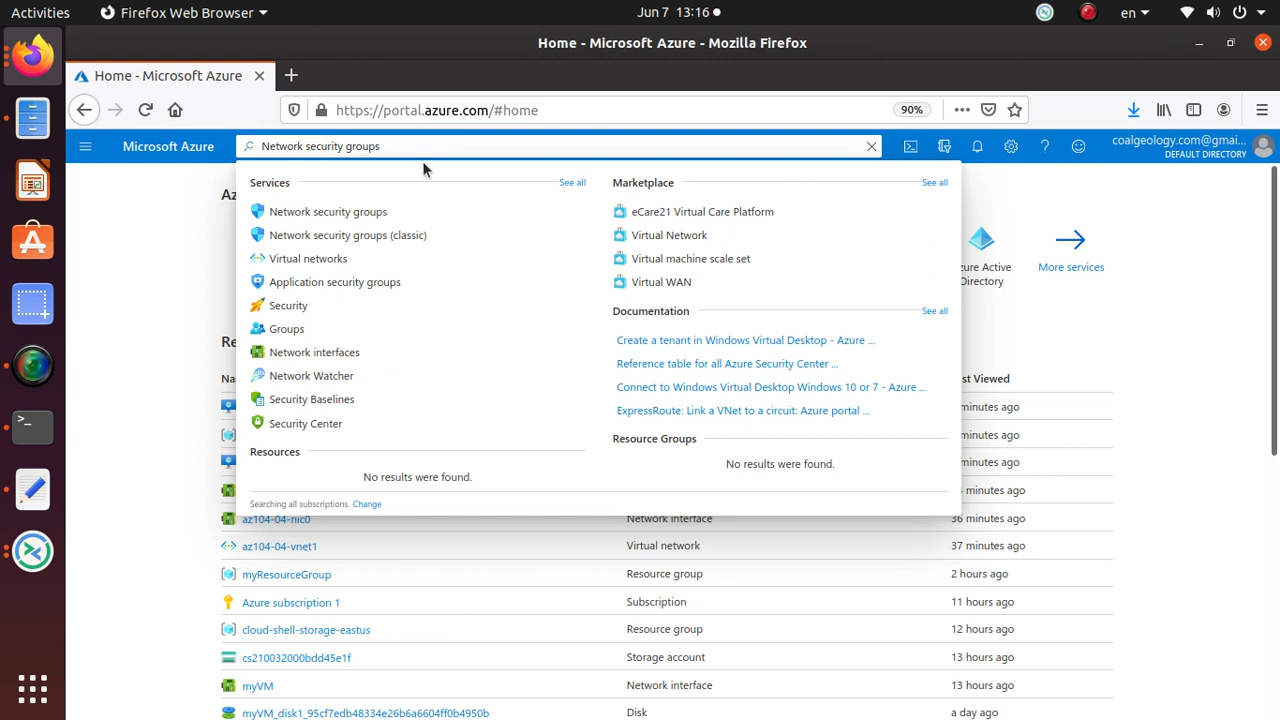 Activities
Firefox Web Browser
Jun 7 13:16
en
Home - Microsoft Azure - Mozilla Firefox
Home - Microsoft Azure
https://portal.azure.com/#home
90%
Microsoft Azure
Network security groups
coalgeology.com@gmai...
DEFAULT DIRECTORY
Az
Services
See all
Network security groups
Network security groups (classic)
Virtual networks
Application security groups
Security
Groups
Network interfaces
Network Watcher
Security Baselines
Security Center
Resources
No results were found.
Searching all subscriptions. Change
Marketplace
See all
eCare21 Virtual Care Platform
Virtual Network
Virtual machine scale set
Virtual WAN
Documentation
See all
Create a tenant in Windows Virtual Desktop - Azure ...
Reference table for all Azure Security Center ...
Connect to Windows Virtual Desktop Windows 10 or 7 - Azure ...
ExpressRoute: Link a VNet to a circuit: Azure portal ...
Resource Groups
No results were found.
zure Active
Directory
More services
Re
Na
st Viewed
minutes ago
minutes ago
minutes ago
minutes ago
az104-04-nic0 Network interface 36 minutes ago
az104-04-vnet1 Virtual network 37 minutes ago
myResourceGroup Resource group 2 hours ago
Azure subscription 1 Subscription 11 hours ago
cloud-shell-storage-eastus Resource group 12 hours ago
cs210032000bdd45e1f Storage account 13 hours ago
myVM Network interface 13 hours ago
myVM_disk1_95cf7edb48334e26b6a6604ff0b4950b Disk a day ago